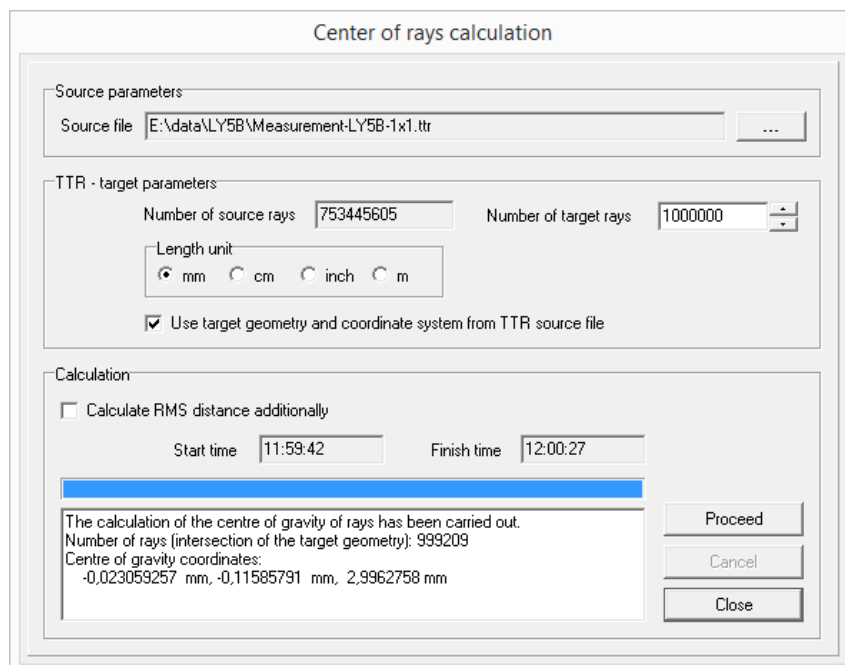 Center of rays calculation
Source parameters
Source file E:\data\LY5B\Measurement-LY5B-1x1.ttr ...
TTR - target parameters
Number of source rays 753445605 Number of target rays 1000000
Length unit
mm cm inch m
Use target geometry and coordinate system from TTR source file
Calculation
Calculate RMS distance additionally
Start time 11:59:42 Finish time 12:00:27
The calculation of the centre of gravity of rays has been carried out.
Number of rays (intersection of the target geometry): 999209
Centre of gravity coordinates:
-0,023059257 mm, -0,11585791 mm, 2,9962758 mm
Proceed
Cancel
Close